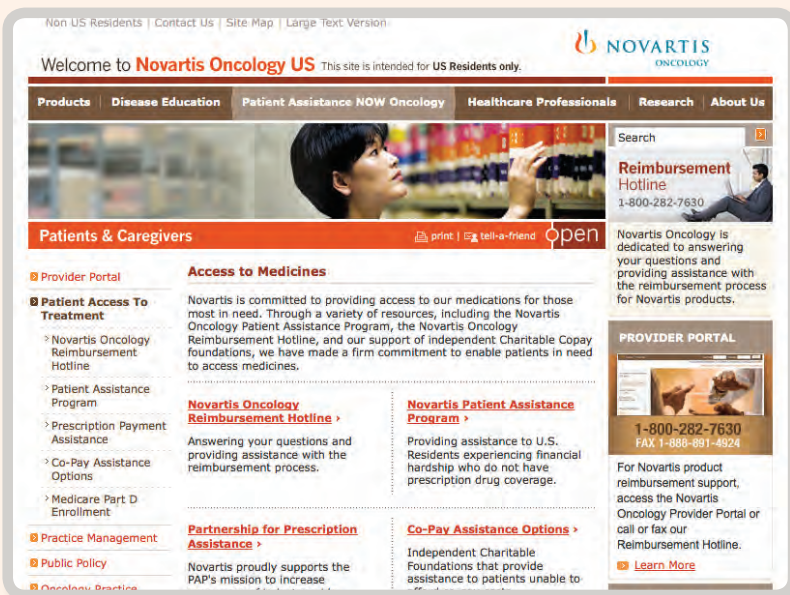 Non US Residents | Contact Us | Site Map | Large Text Version
Welcome to Novartis Oncology US This site is intended for US Residents only.
NOVARTIS
ONCOLOGY
Products | Disease Education | Patient Assistance NOW Oncology | Healthcare Professionals | Research | About Us
Patients & Caregivers
print | tell-a-friend open
Provider Portal
Patient Access To
Treatment
Novartis Oncology
Reimbursement
Hotline
Patient Assistance
Program
Prescription Payment
Assistance
Co-Pay Assistance
Options
Medicare Part D
Enrollment
Practice Management
Public Policy
Oncology Practice
Access to Medicines
Novartis is committed to providing access to our medications for those
most in need. Through a variety of resources, including the Novartis
Oncology Patient Assistance Program, the Novartis Oncology
Reimbursement Hotline, and our support of independent Charitable Copay
foundations, we have made a firm commitment to enable patients in need
to access medicines.
Novartis Oncology
Reimbursement Hotline ›
Answering your questions and
providing assistance with the
reimbursement process.
Novartis Patient Assistance
Program ›
Providing assistance to U.S.
Residents experiencing financial
hardship who do not have
prescription drug coverage.
Partnership for Prescription
Assistance ›
Novartis proudly supports the
PAP's mission to increase
Co-Pay Assistance Options ›
Independent Charitable
Foundations that provide
assistance to patients unable to
Search
Reimbursement
Hotline
1-800-282-7630
Novartis Oncology is
dedicated to answering
your questions and
providing assistance with
the reimbursement process
for Novartis products.
PROVIDER PORTAL
1-800-282-7630
FAX 1-888-891-4924
For Novartis product
reimbursement support,
access the Novartis
Oncology Provider Portal or
call or fax our
Reimbursement Hotline.
Learn More